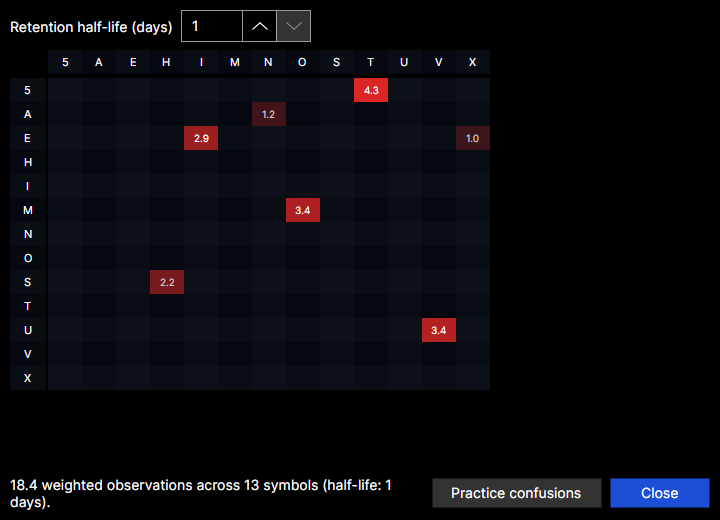 Retention half-life (days) 1
5 A E H I M N O S T U V X
5 4.3
A 1.2
E 2.9 1.0
H
I
M 3.4
N
O
S 2.2
T
U 3.4
V
X
18.4 weighted observations across 13 symbols (half-life: 1
days).
Practice confusions Close